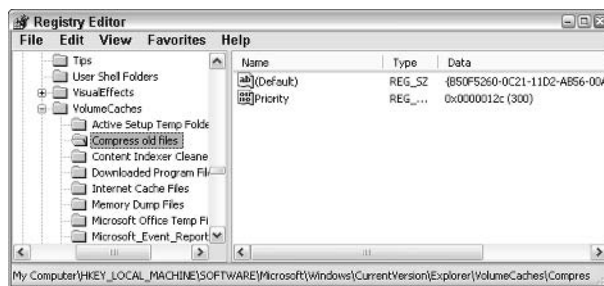 Registry Editor
File Edit View Favorites Help
Tips
User Shell Folders
VisualEffects
VolumeCaches
Active Setup Temp Folde
Compress old files
Content Indexer Cleane
Downloaded Program Fil
Internet Cache Files
Memory Dump Files
Microsoft Office Temp Fi
Microsoft_Event_Report
Name Type Data
(Default) REG_SZ {B50F5260-0C21-11D2-AB56-00A
Priority REG_... 0x0000012c (300)
My Computer\HKEY_LOCAL_MACHINE\SOFTWARE\Microsoft\Windows\CurrentVersion\Explorer\VolumeCaches\Compres